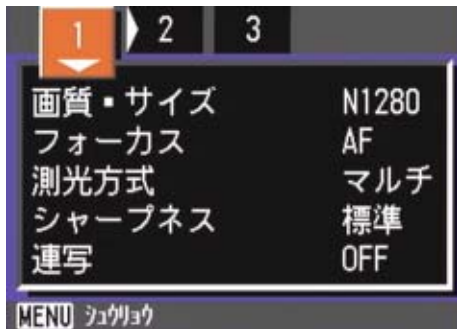 1 2 3
画質・サイズ N1280
フォーカス AF
測光方式 マルチ
シャープネス 標準
連写 OFF
MENU ｼｭｳﾘｮｳ